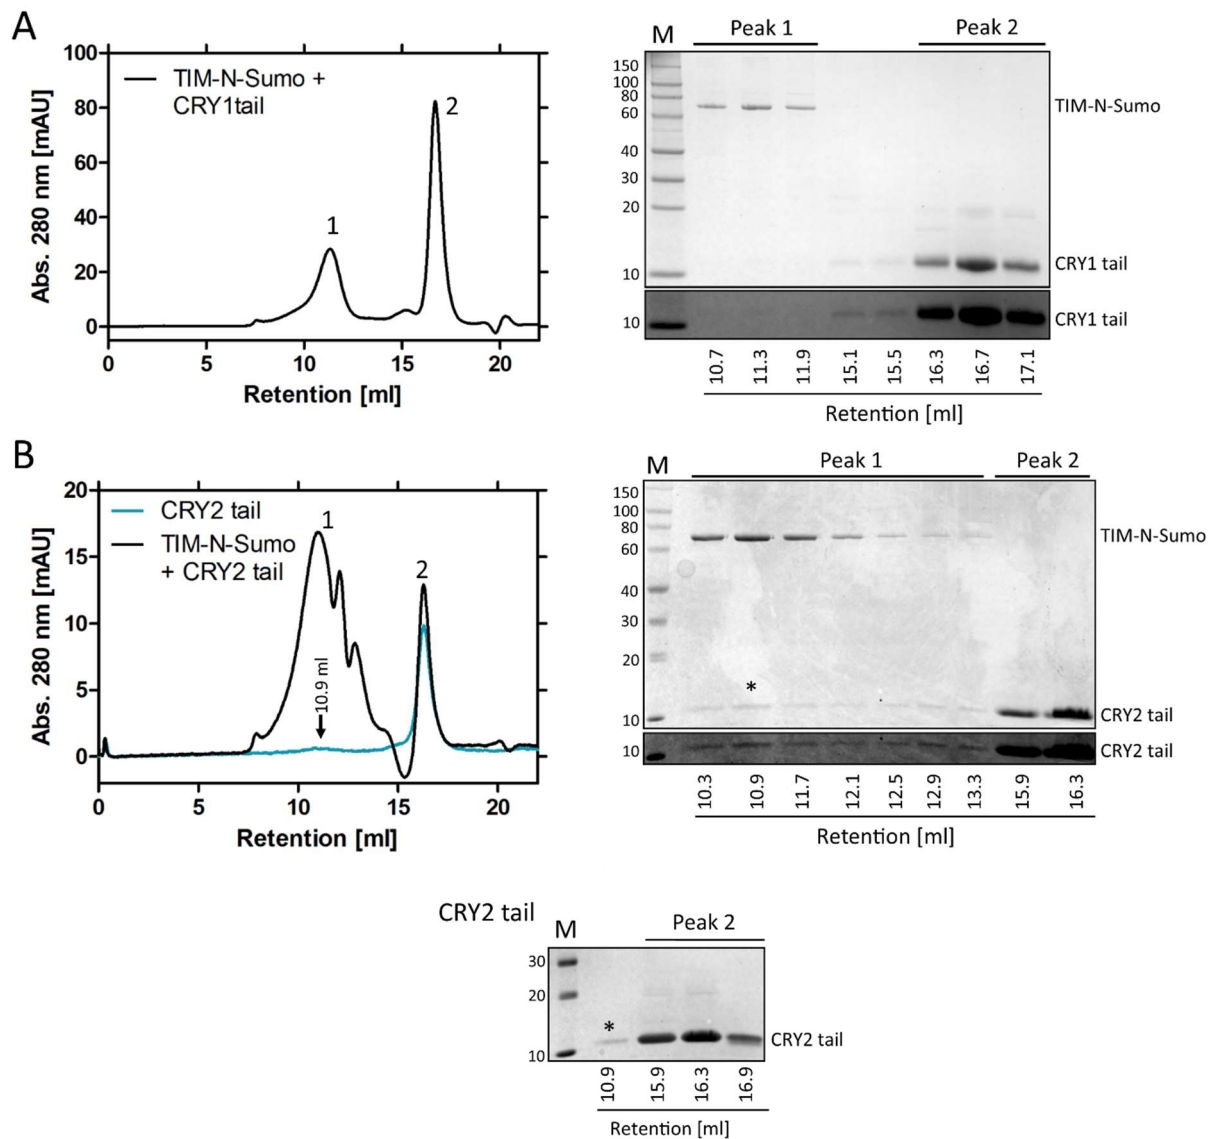 A
Abs. 280 nm [mAU]
100
80
60
40
20
0
TIM-N-Sumo +
CRY1tail
1
2
0
5
10
15
20
Retention [ml]
M
Peak 1
Peak 2
150
100
80
60
40
30
20
10
TIM-N-Sumo
CRY1 tail
10
CRY1 tail
10.7
11.3
11.9
15.1
15.5
16.3
16.7
17.1
Retention [ml]
B
Abs. 280 nm [mAU]
20
15
10
5
0
CRY2 tail
TIM-N-Sumo
+ CRY2 tail
1
2
10.9 ml
0
5
10
15
20
Retention [ml]
M
Peak 1
Peak 2
150
100
80
60
40
30
20
10
*
TIM-N-Sumo
CRY2 tail
10
CRY2 tail
10.3
10.9
11.7
12.1
12.5
12.9
13.3
15.9
16.3
Retention [ml]
CRY2 tail
M
Peak 2
30
20
10
*
CRY2 tail
10.9
15.9
16.3
16.9
Retention [ml]